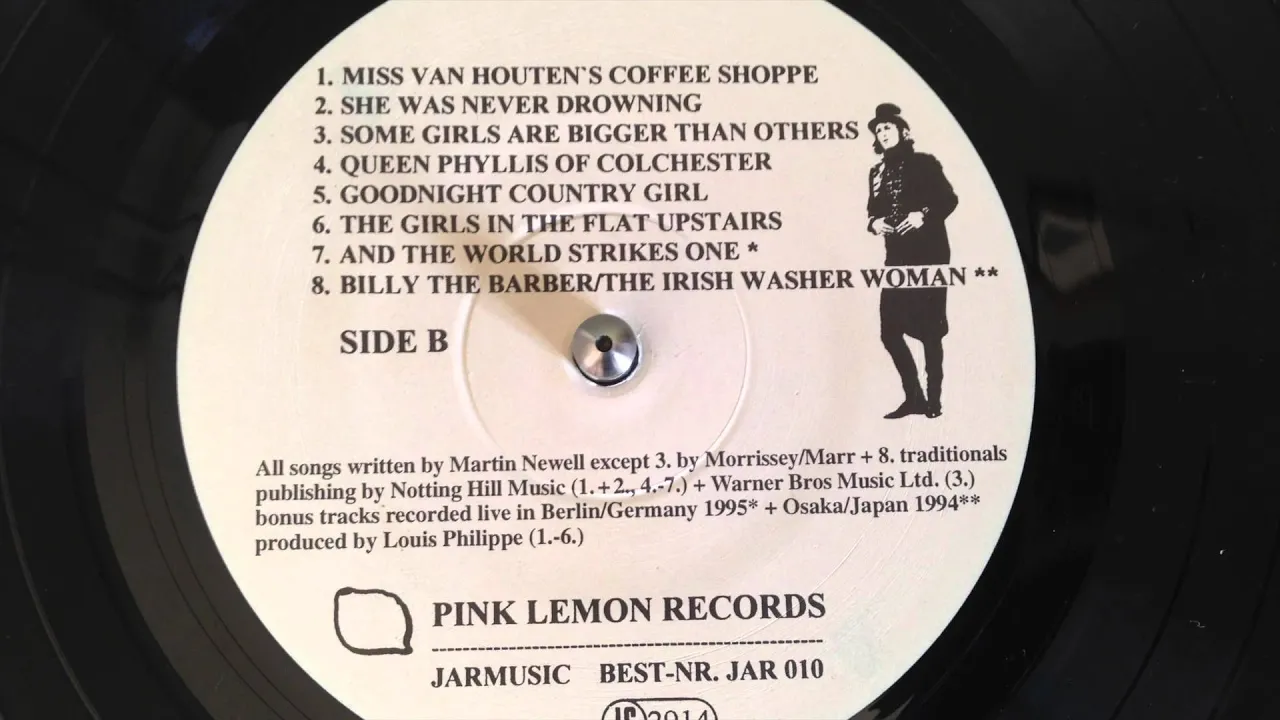 1. MISS VAN HOUTEN`S COFFEE SHOPPE
2. SHE WAS NEVER DROWNING
3. SOME GIRLS ARE BIGGER THAN OTHERS
4. QUEEN PHYLLIS OF COLCHESTER
5. GOODNIGHT COUNTRY GIRL
6. THE GIRLS IN THE FLAT UPSTAIRS
7. AND THE WORLD STRIKES ONE *
8. BILLY THE BARBER/THE IRISH WASHER WOMAN **
SIDE B
All songs written by Martin Newell except 3. by Morrissey/Marr + 8. traditionals
publishing by Notting Hill Music (1.+2., 4.-7.) + Warner Bros Music Ltd. (3.)
bonus tracks recorded live in Berlin/Germany 1995* + Osaka/Japan 1994**
produced by Louis Philippe (1.-6.)
PINK LEMON RECORDS
JARMUSIC BEST-NR. JAR 010